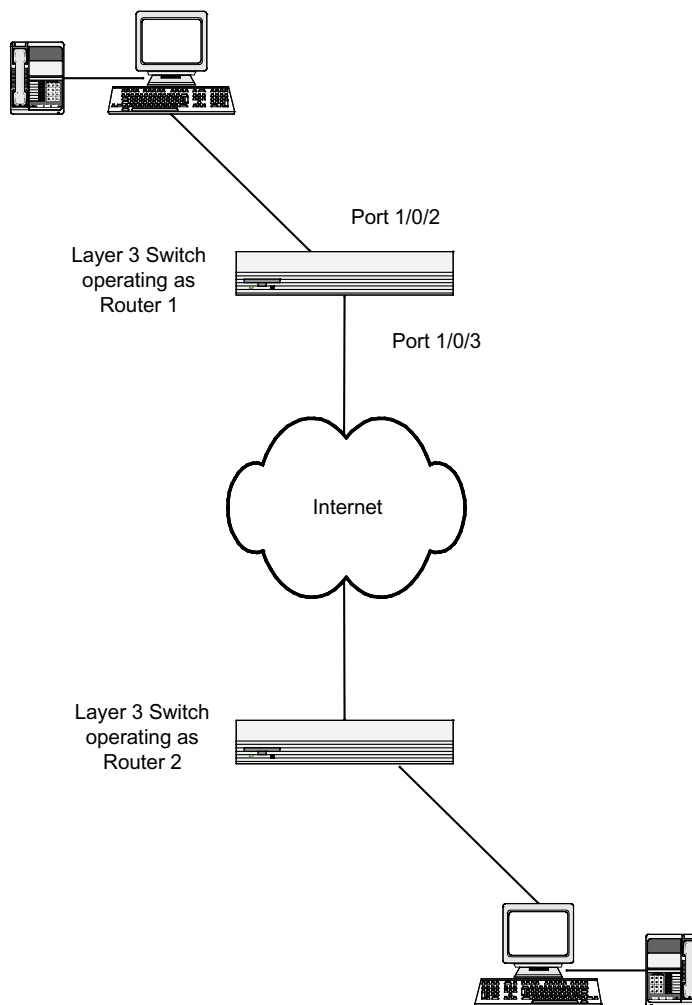 Port 1/0/2
Layer 3 Switch
operating as
Router 1
Port 1/0/3
Internet
Layer 3 Switch
operating as
Router 2